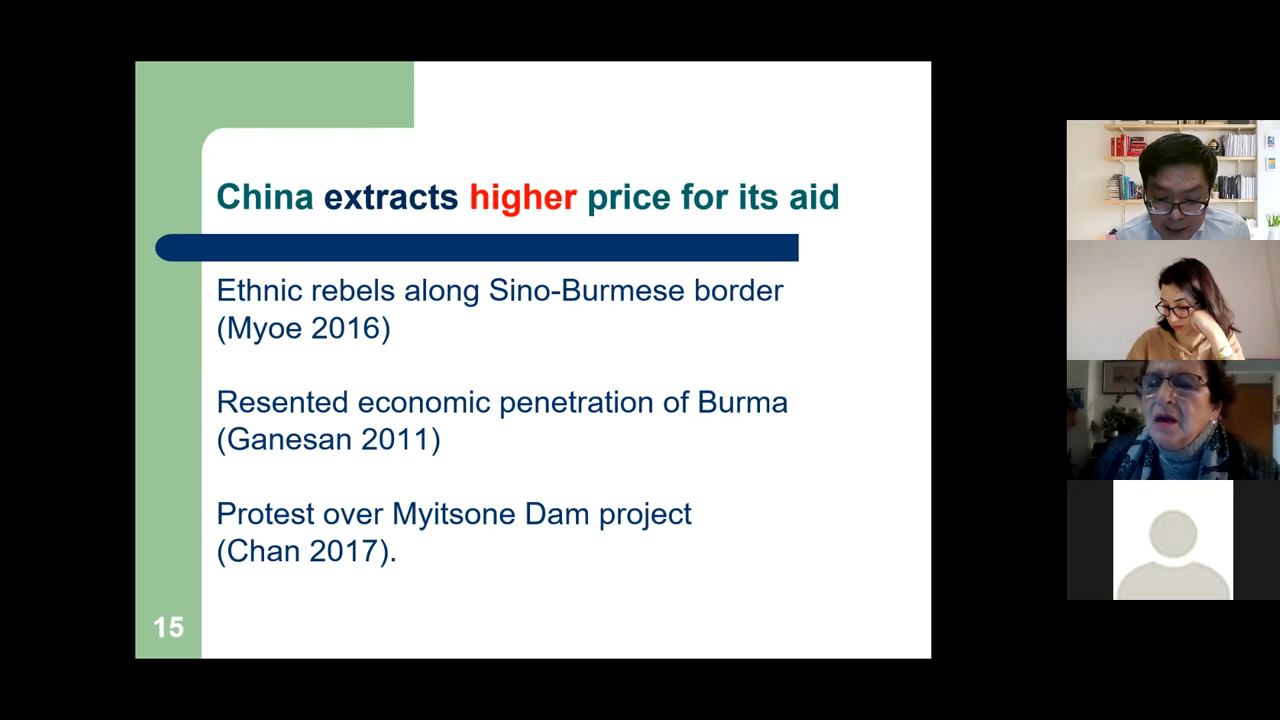 China extracts higher price for its aid
Ethnic rebels along Sino-Burmese border
(Myoe 2016)
Resented economic penetration of Burma
(Ganesan 2011)
Protest over Myitsone Dam project
(Chan 2017).
15